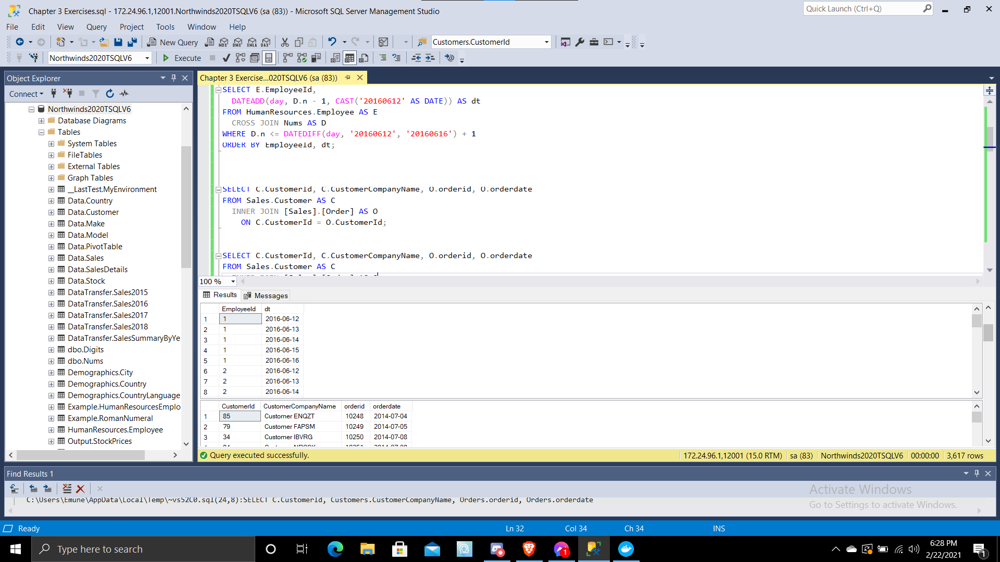 Chapter 3 Exercises.sql - 172.24.96.1,12001.Northwinds2020TSQLV6 (sa (83)) - Microsoft SQL Server Management Studio
Quick Launch (Ctrl+Q)
File Edit View Query Project Tools Window Help
New Query
MDX DMX XMLA DAX
Customers.CustomerId
Northwinds2020TSQLV6
Execute
Object Explorer
Connect
Northwinds2020TSQLV6
Database Diagrams
Tables
System Tables
FileTables
External Tables
Graph Tables
__LastTest.MyEnvironment
Data.Country
Data.Customer
Data.Make
Data.Model
Data.PivotTable
Data.Sales
Data.SalesDetails
Data.Stock
DataTransfer.Sales2015
DataTransfer.Sales2016
DataTransfer.Sales2017
DataTransfer.Sales2018
DataTransfer.SalesSummaryByYe
dbo.Digits
dbo.Nums
Demographics.City
Demographics.Country
Demographics.CountryLanguage
Example.HumanResourcesEmplo
Example.RomanNumeral
HumanResources.Employee
Output.StockPrices
Chapter 3 Exercise...020TSQLV6 (sa (83))
SELECT E.EmployeeId,
DATEADD(day, D.n - 1, CAST('20160612' AS DATE)) AS dt
FROM HumanResources.Employee AS E
CROSS JOIN Nums AS D
WHERE D.n <= DATEDIFF(day, '20160612', '20160616') + 1
ORDER BY EmployeeId, dt;
SELECT C.CustomerId, C.CustomerCompanyName, O.orderid, O.orderdate
FROM Sales.Customer AS C
INNER JOIN [Sales].[Order] AS O
ON C.CustomerId = O.CustomerId;
SELECT C.CustomerId, C.CustomerCompanyName, O.orderid, O.orderdate
FROM Sales.Customer AS C
100 %
Results Messages
EmployeeId dt
1 1 2016-06-12
2 1 2016-06-13
3 1 2016-06-14
4 1 2016-06-15
5 1 2016-06-16
6 2 2016-06-12
7 2 2016-06-13
8 2 2016-06-14
CustomerId CustomerCompanyName orderid orderdate
1 85 Customer ENQZT 10248 2014-07-04
2 79 Customer FAPSM 10249 2014-07-05
3 34 Customer IBVRG 10250 2014-07-08
Query executed successfully.
172.24.96.1,12001 (15.0 RTM) sa (83) Northwinds2020TSQLV6 00:00:00 3,617 rows
Find Results 1
C:\Users\Emune\AppData\Local\Temp\~vs52C0.sql(24,8):SELECT C.CustomerId, Customers.CustomerCompanyName, Orders.orderid, Orders.orderdate
Activate Windows
Go to Settings to activate Windows.
Ready
Ln 32 Col 34 Ch 34 INS
Type here to search
1
6:28 PM
2/22/2021
1